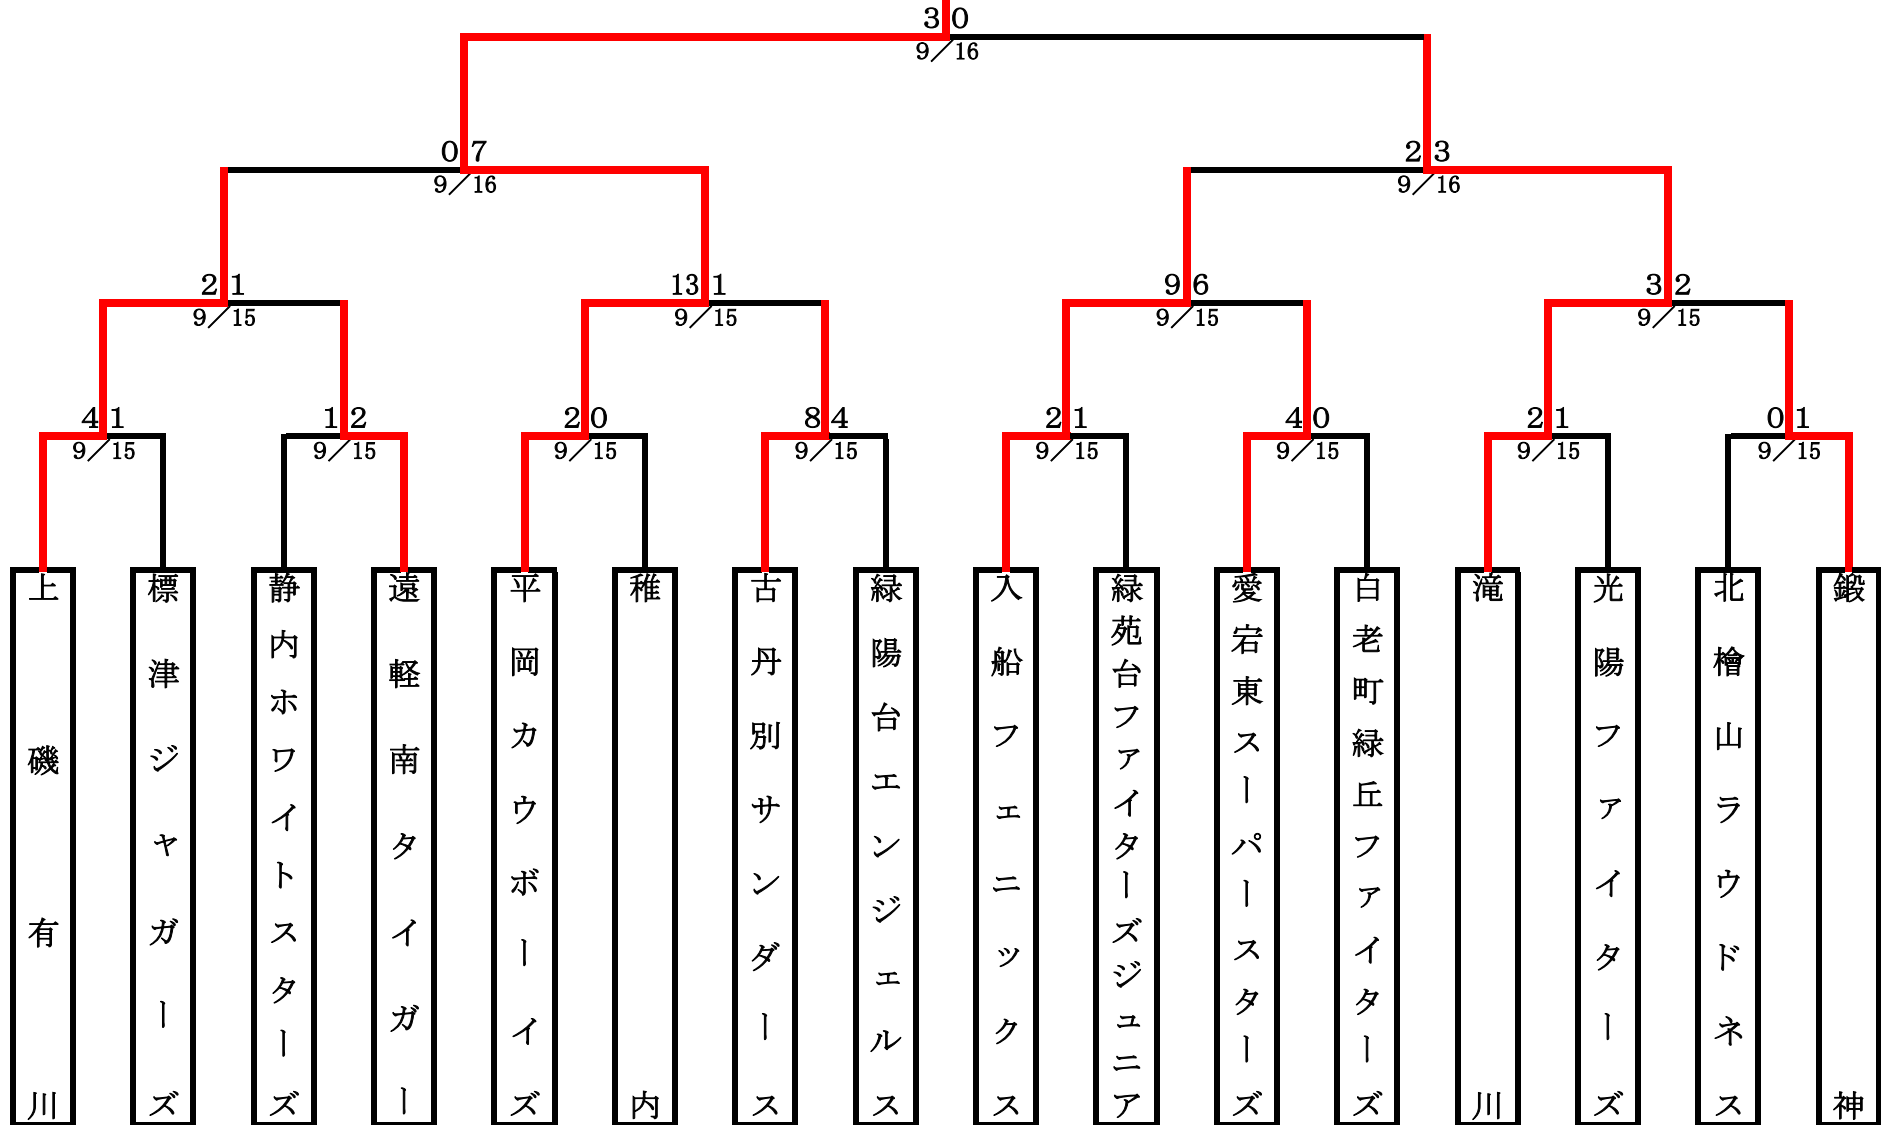 3 0
9／16
0 7
9／16
2 3
9／16
2 1
9／15
13 1
9／15
9 6
9／15
3 2
9／15
4 1
9／15
1 2
9／15
2 0
9／15
8 4
9／15
2 1
9／15
4 0
9／15
2 1
9／15
0 1
9／15
上磯有川
標津ジャガーズ
静内ホワイトスターズ
遠軽南タイガー
平岡カウボーイズ
稚内
古丹別サンダース
緑陽台エンジェルス
入船フェニックス
緑苑台ファイターズジュニア
愛宕東スーパースターズ
白老町緑丘ファイターズ
滝川
光陽ファイターズ
北檜山ラウドネス
鍛神